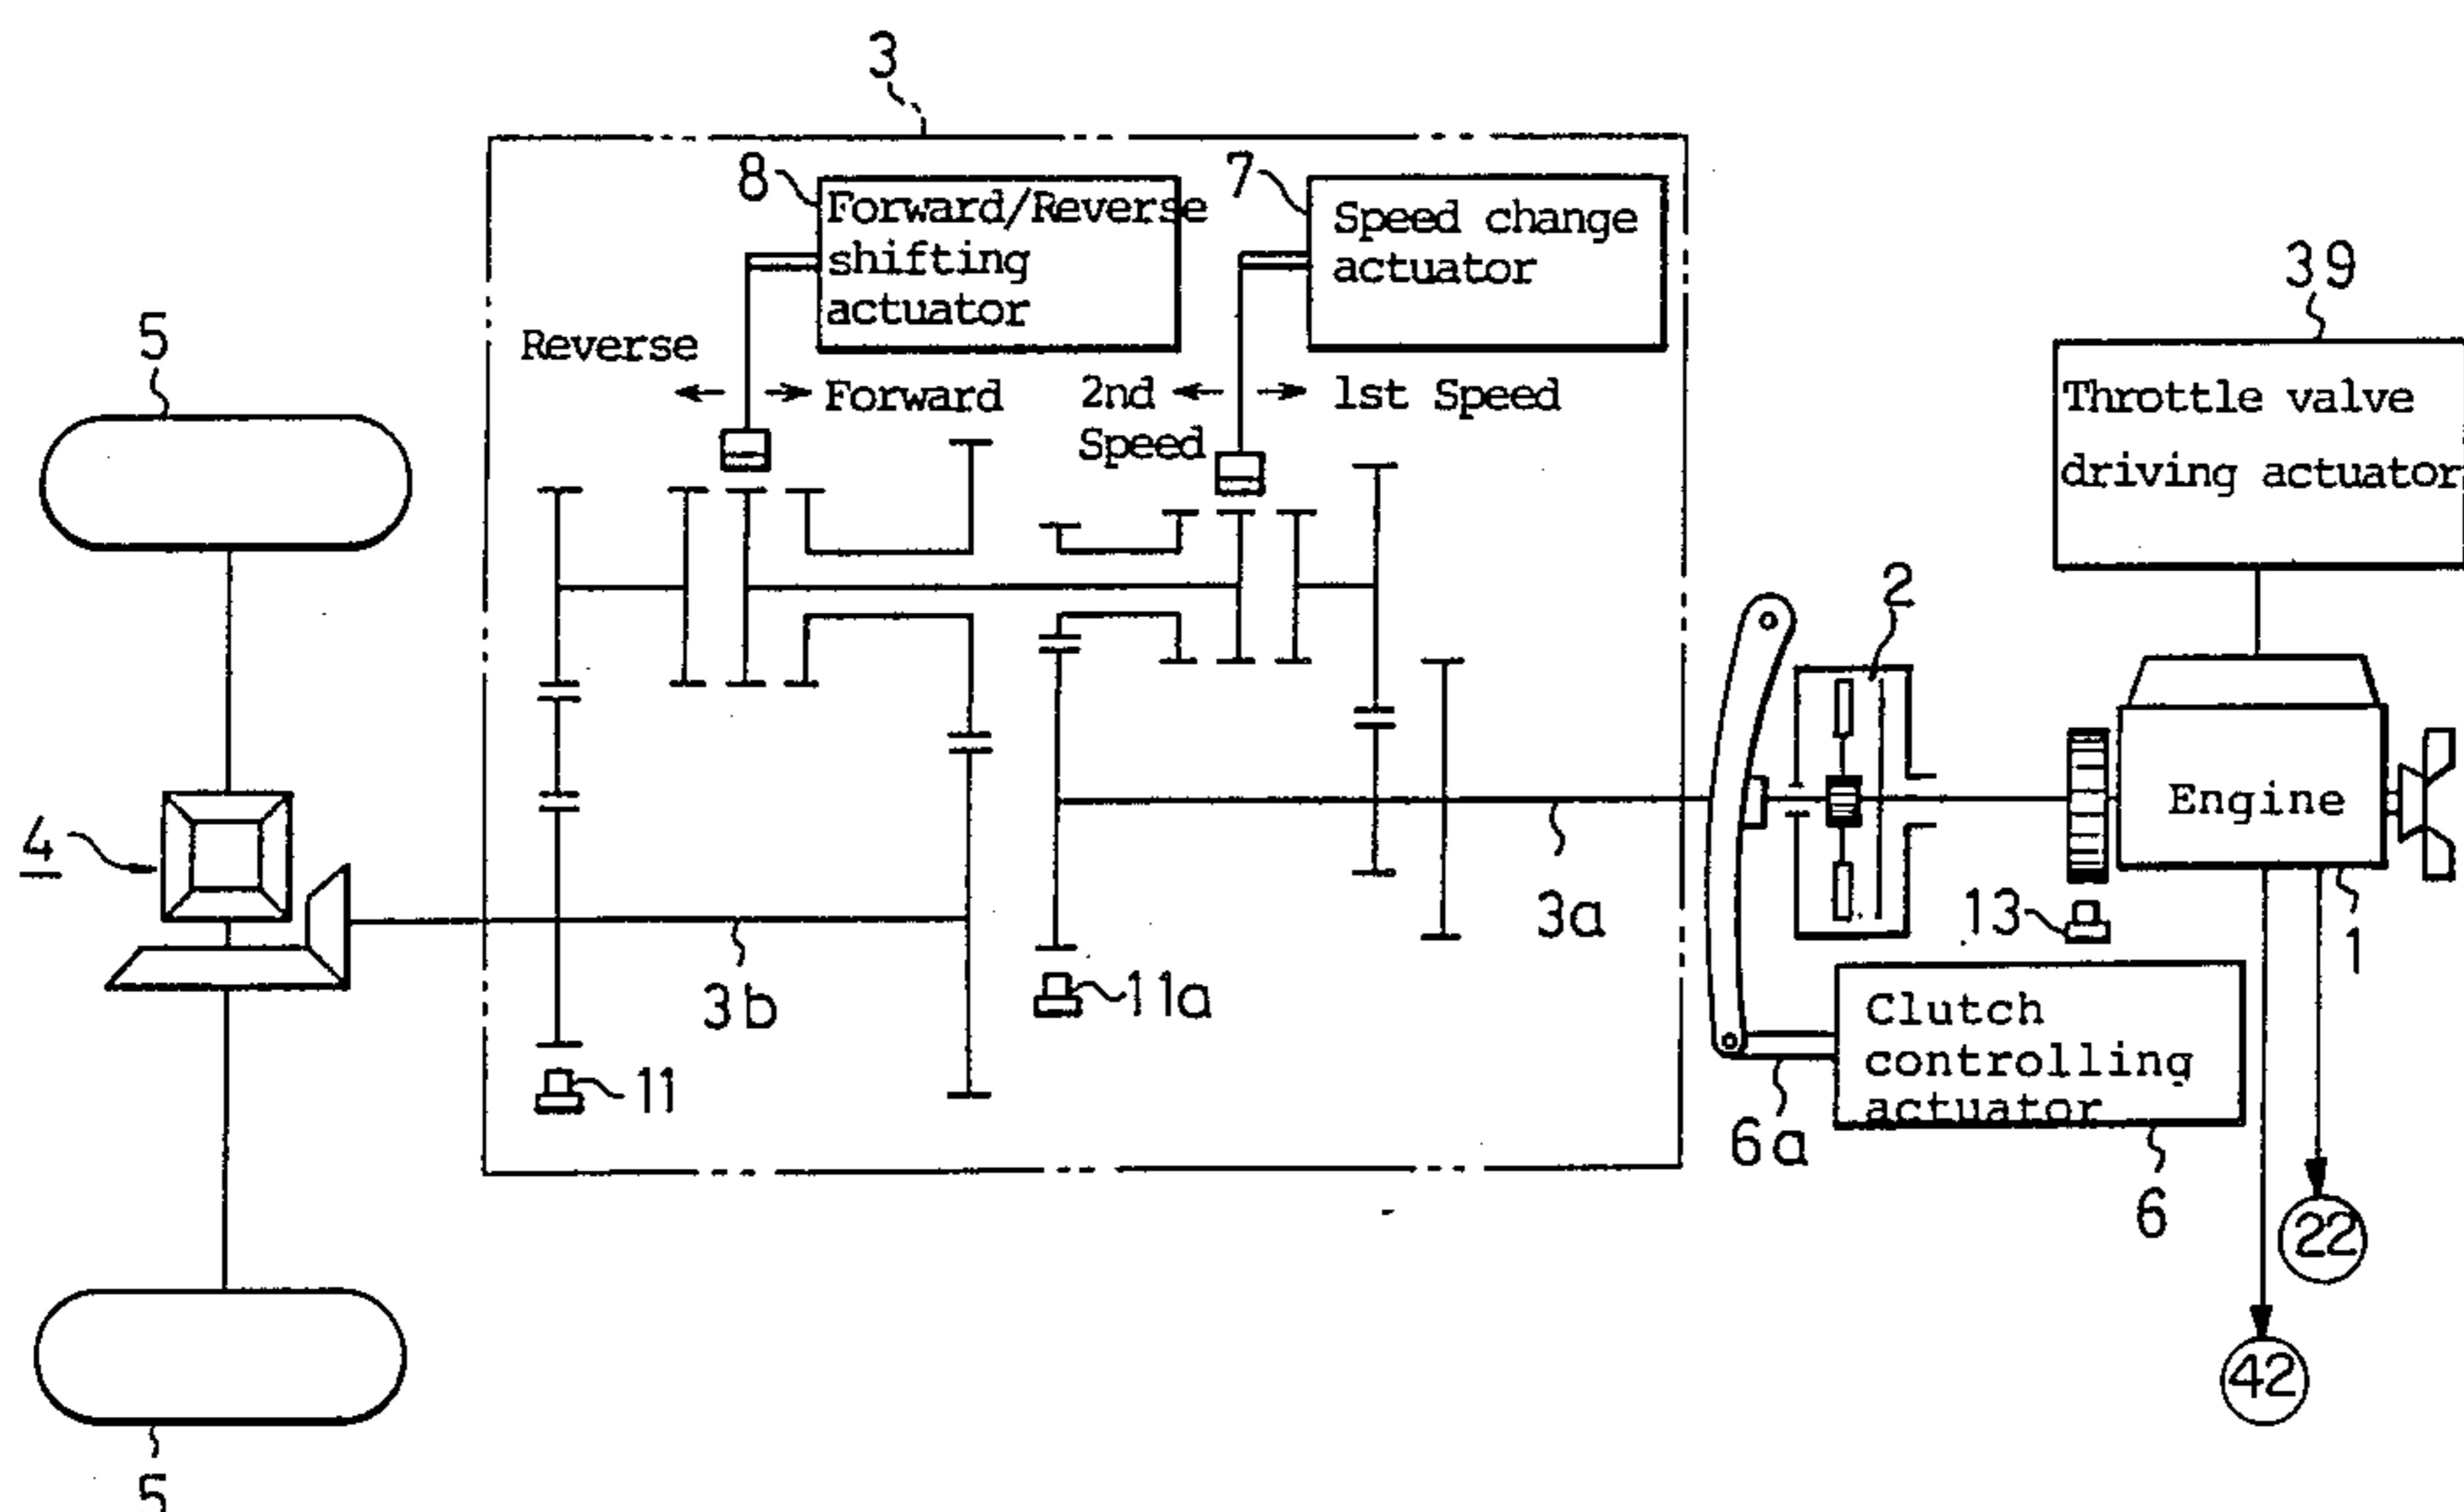 3
8
Forward/Reverse
shifting
actuator
7
Speed change
actuator
39
Throttle valve
driving actuator
5
Reverse
Forward
2nd
Speed
1st Speed
2
4
Engine
3a
3b
13
1
11a
11
Clutch
controlling
actuator
6a
6
22
42
5